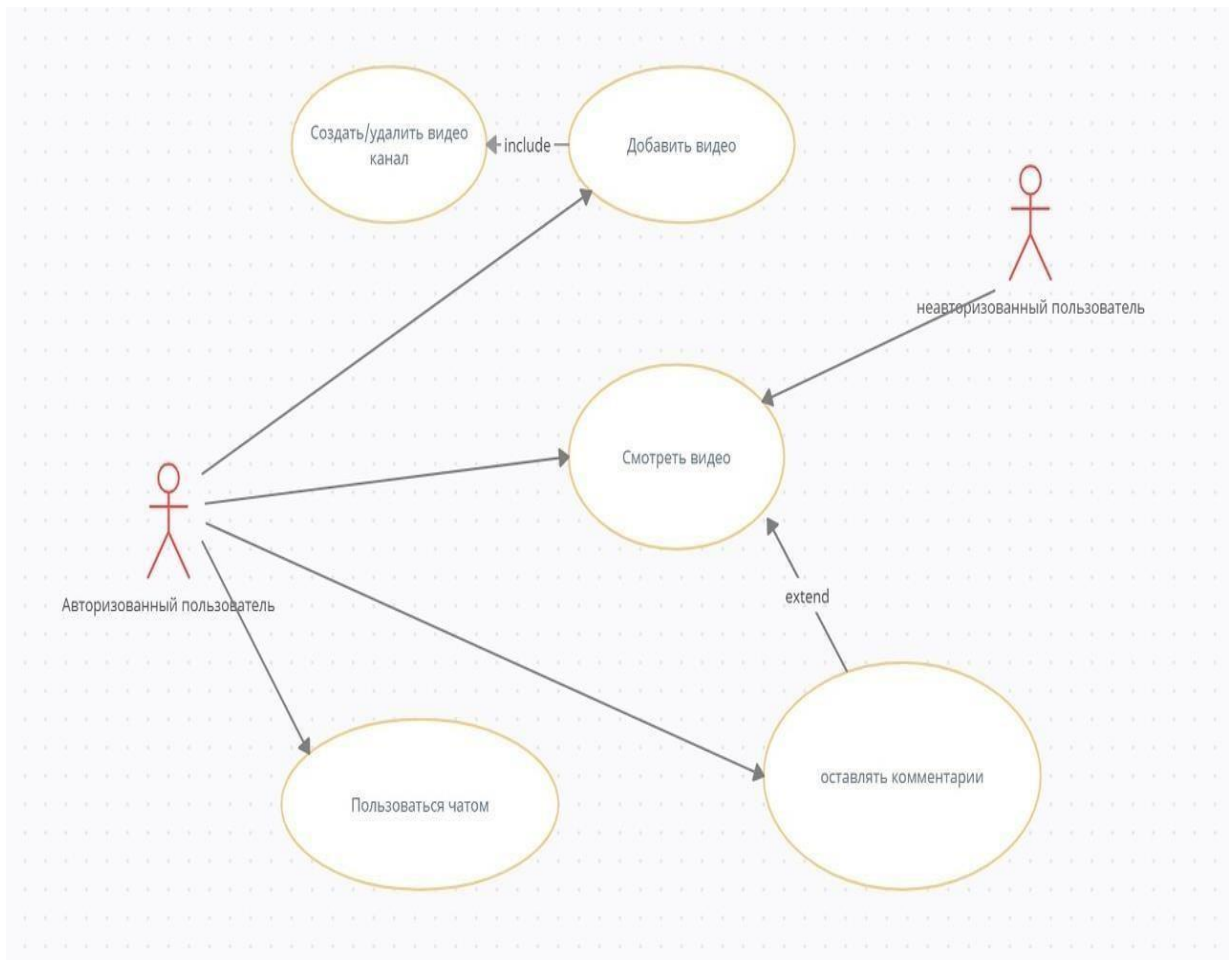 Создать/удалить видео
канал
include
Добавить видео
неавторизованный пользователь
Смотреть видео
Авторизованный пользователь
extend
оставлять комментарии
Пользоваться чатом